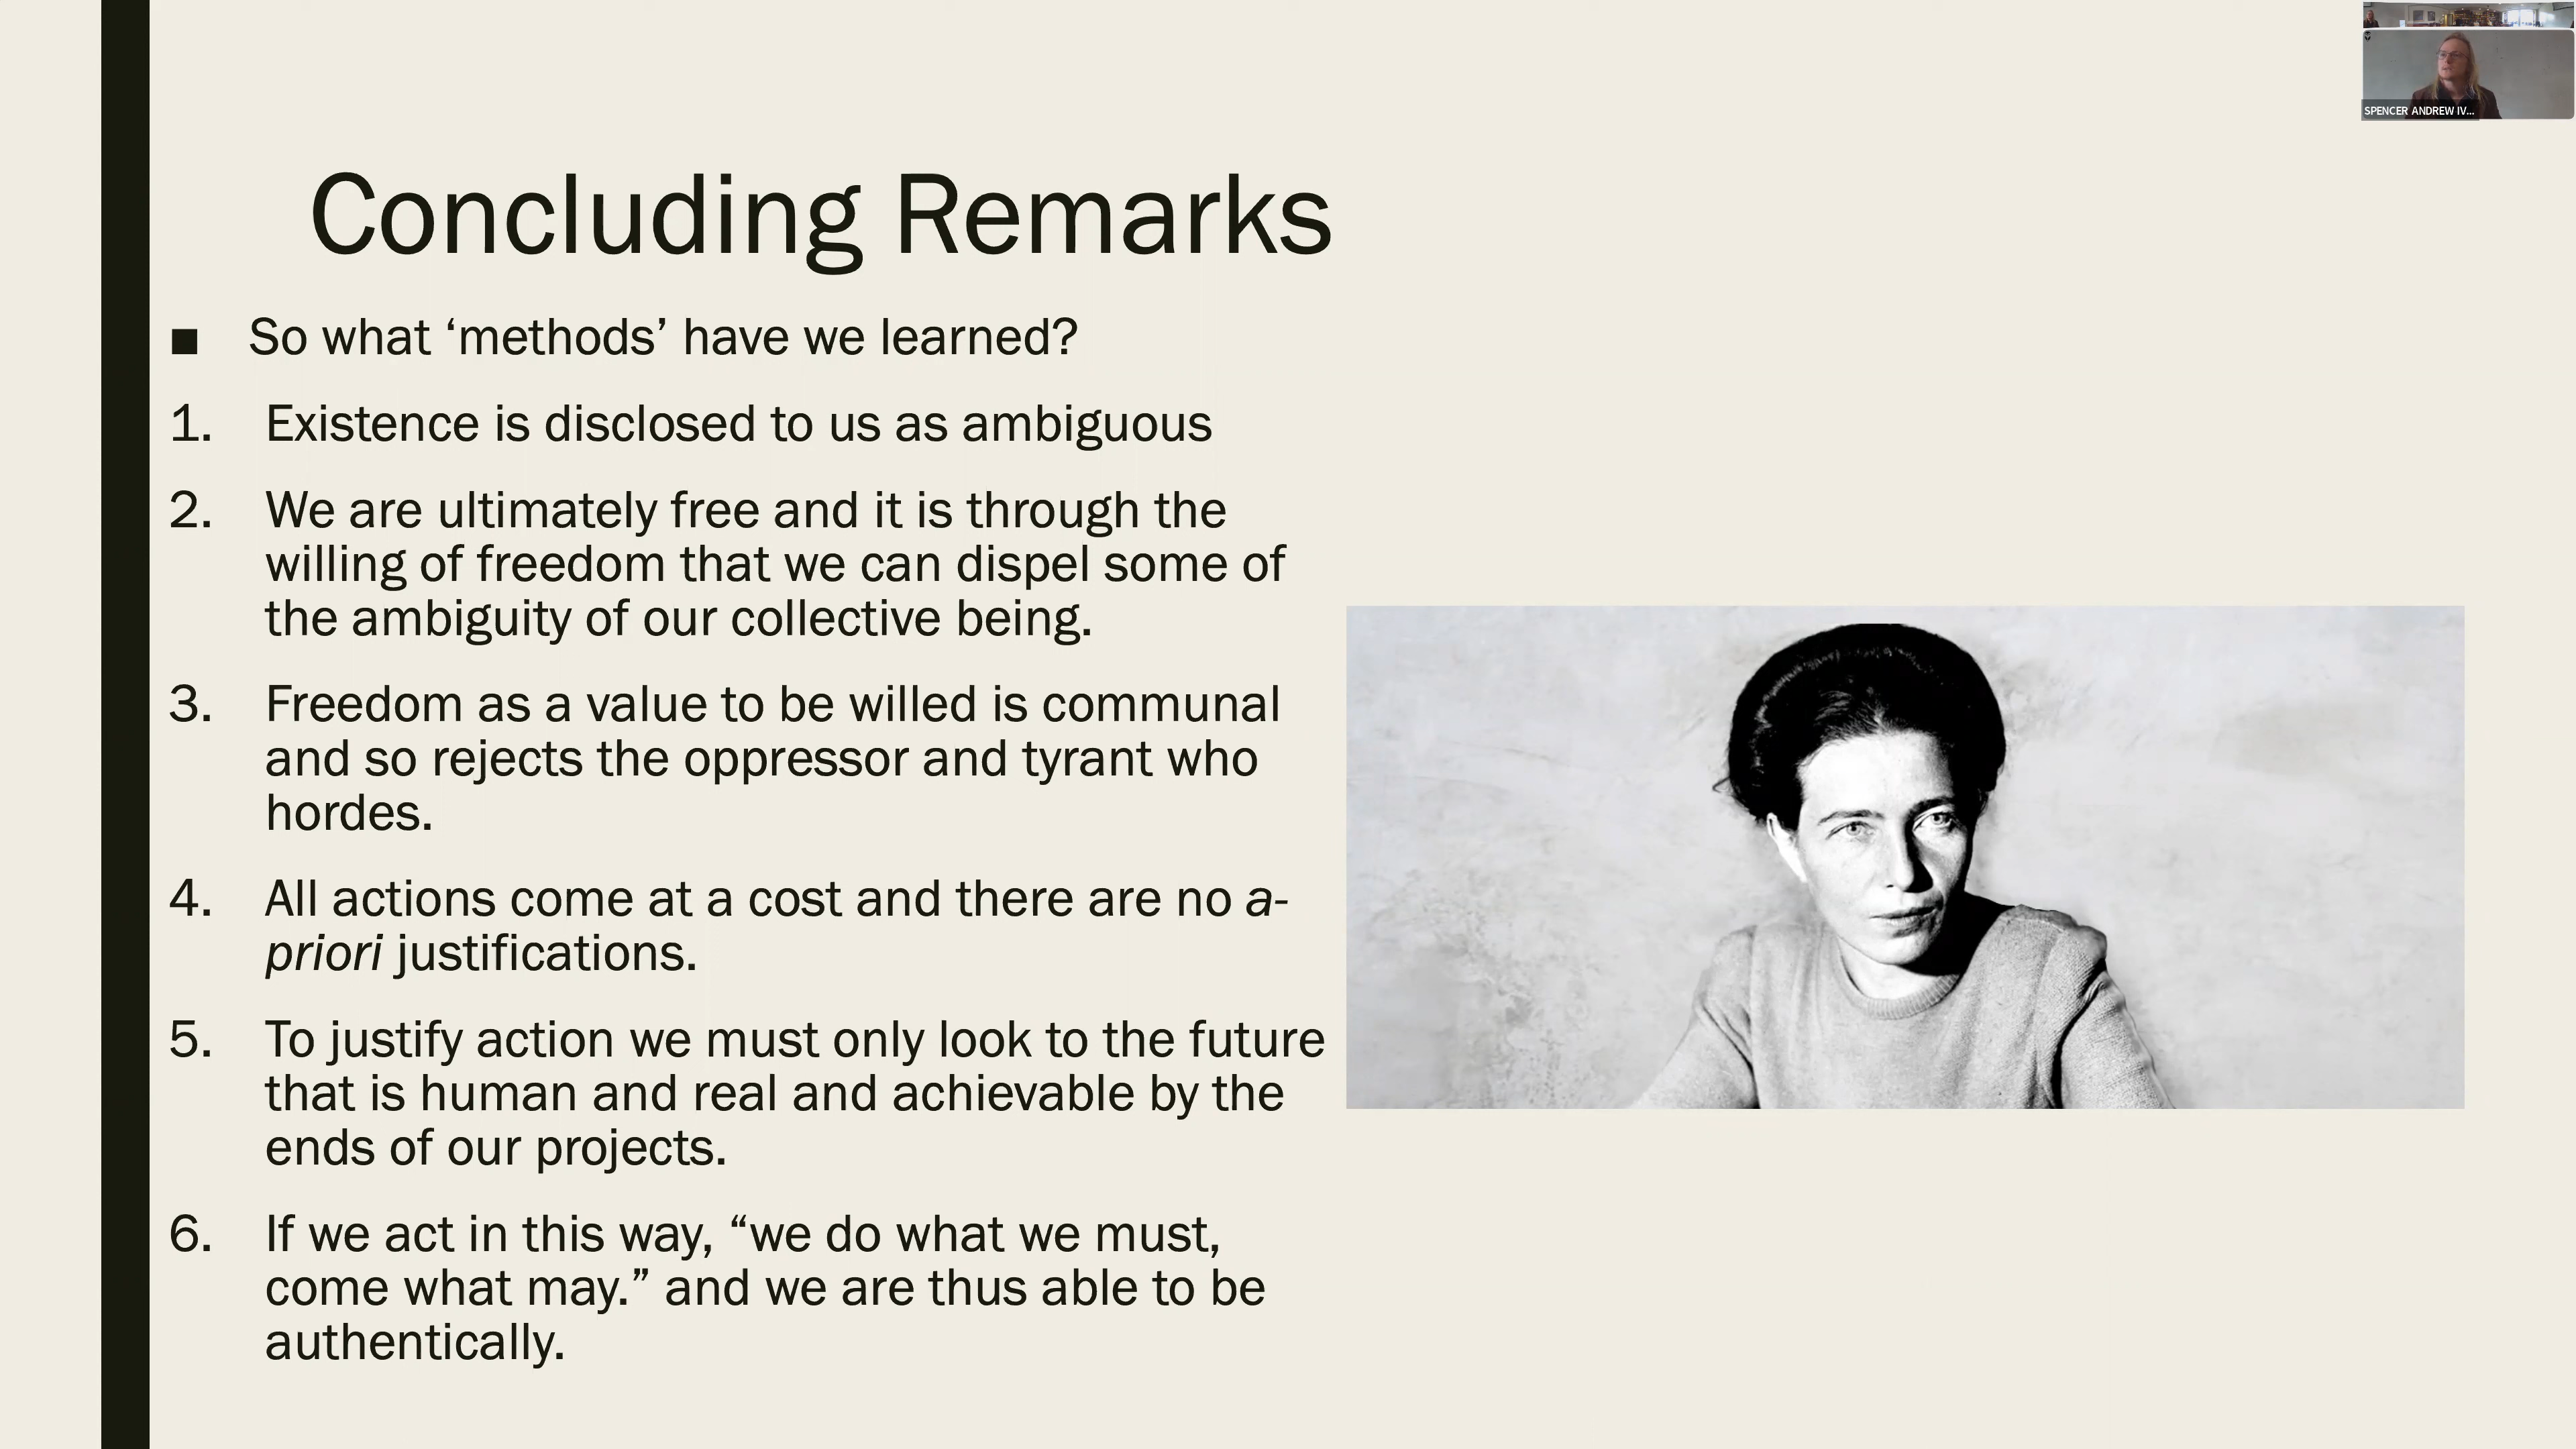 SPENCER ANDREW IV...
Concluding Remarks
■ So what ‘methods’ have we learned?
1. Existence is disclosed to us as ambiguous
2. We are ultimately free and it is through the
willing of freedom that we can dispel some of
the ambiguity of our collective being.
3. Freedom as a value to be willed is communal
and so rejects the oppressor and tyrant who
hordes.
4. All actions come at a cost and there are no a-
priori justifications.
5. To justify action we must only look to the future
that is human and real and achievable by the
ends of our projects.
6. If we act in this way, “we do what we must,
come what may.” and we are thus able to be
authentically.